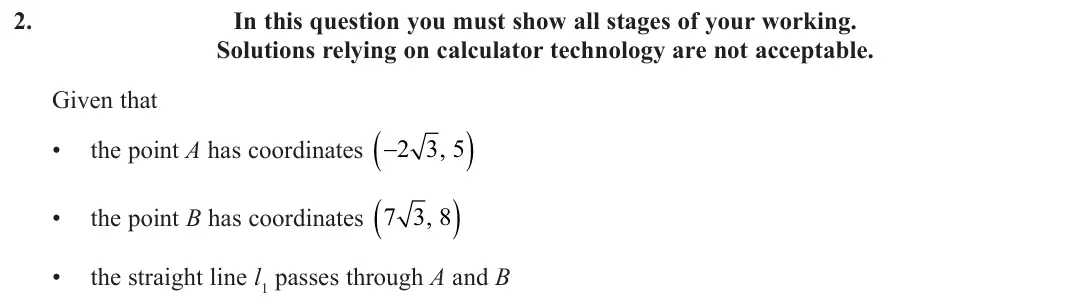 2. In this question you must show all stages of your working.
Solutions relying on calculator technology are not acceptable.
Given that
• the point A has coordinates (−2√3, 5)
• the point B has coordinates (7√3, 8)
• the straight line l₁ passes through A and B